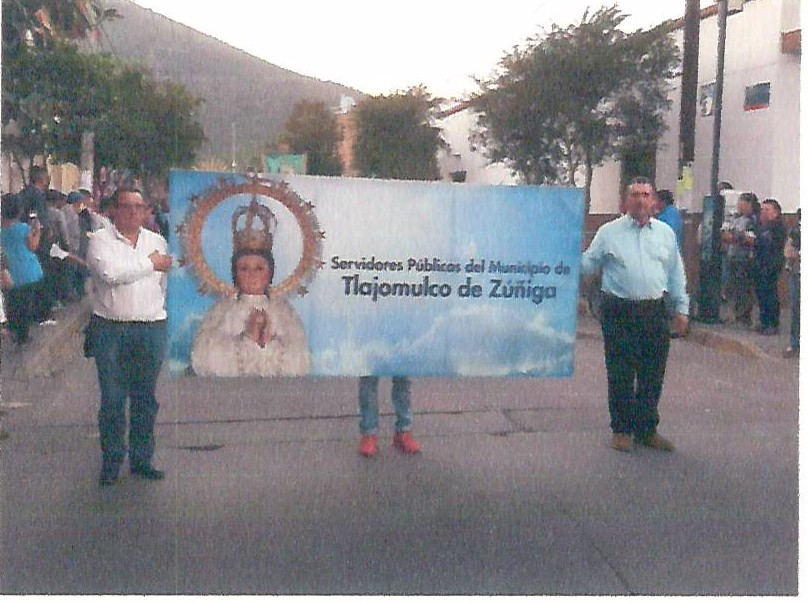 Servidores Públicos del Municipio de
Tlajomulco de Zúñiga